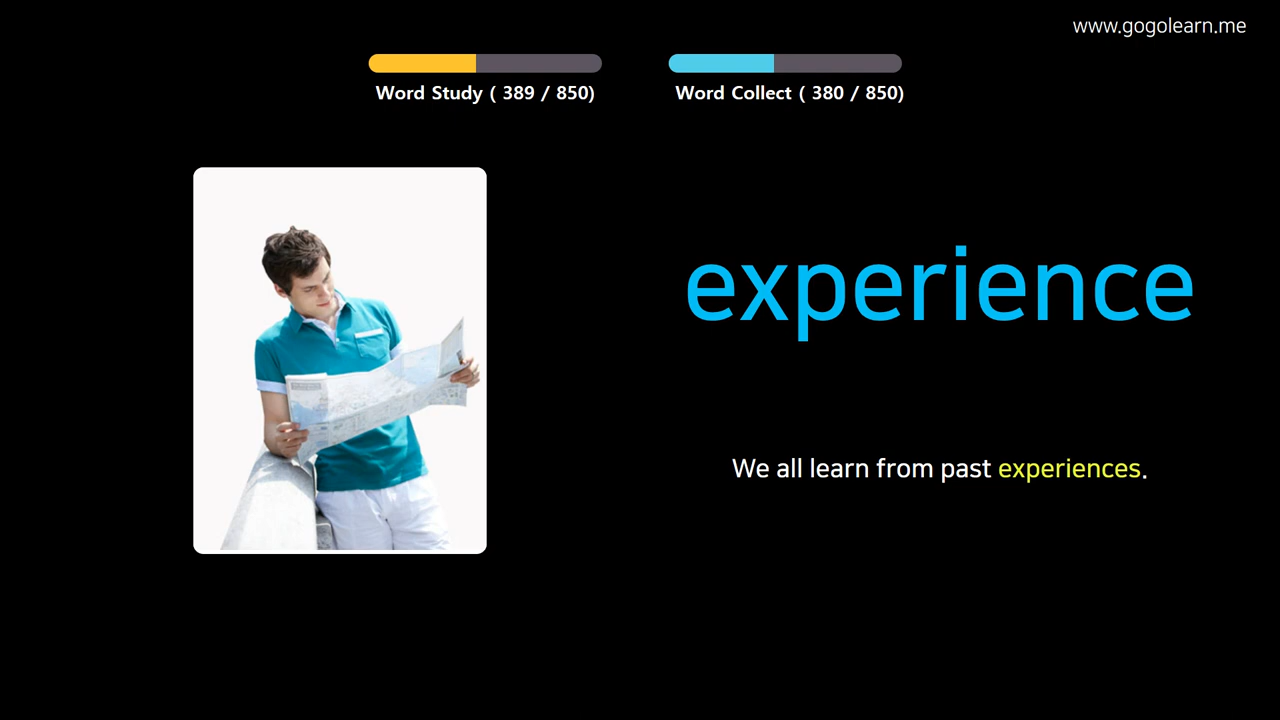 www.gogolearn.me
Word Study ( 389 / 850)
Word Collect ( 380 / 850)
experience
We all learn from past experiences.